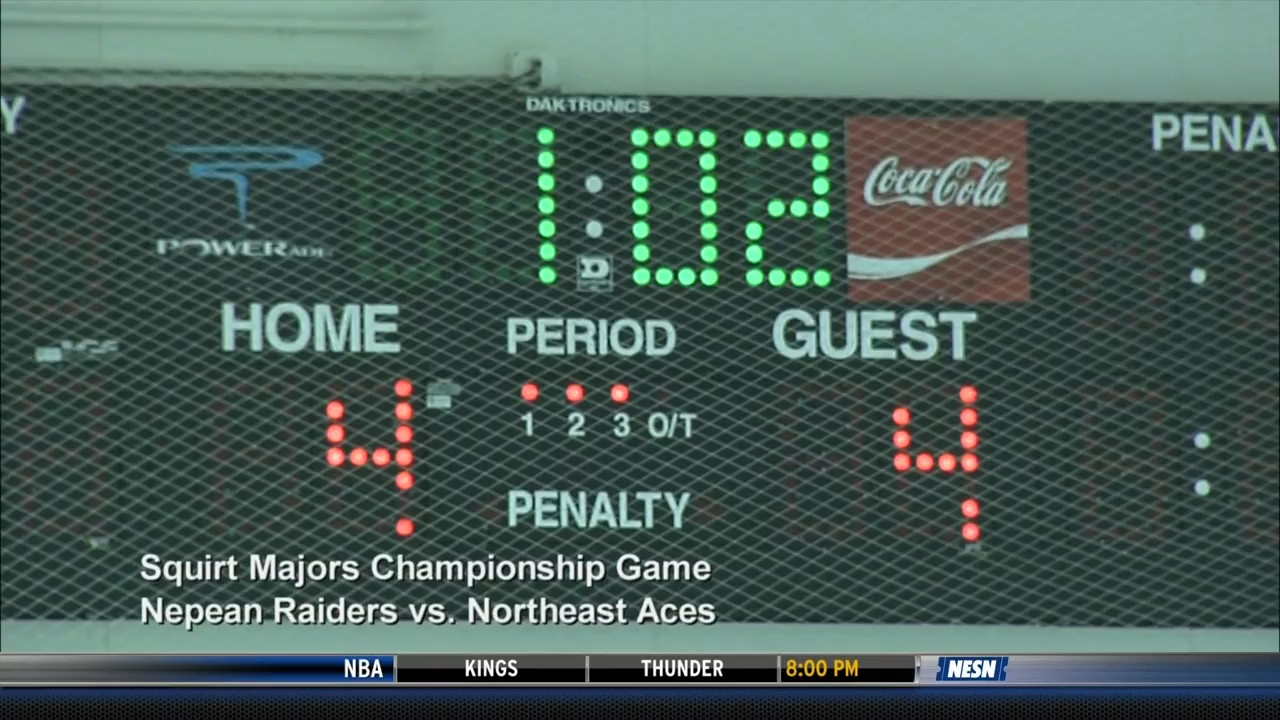 Y
DAKTRONICS
1:02
PENA
POWERADE
Coca-Cola
D
HOME
PERIOD
GUEST
4
1 2 3 O/T
4
PENALTY
Squirt Majors Championship Game
Nepean Raiders vs. Northeast Aces
NBA KINGS THUNDER 8:00 PM NESN